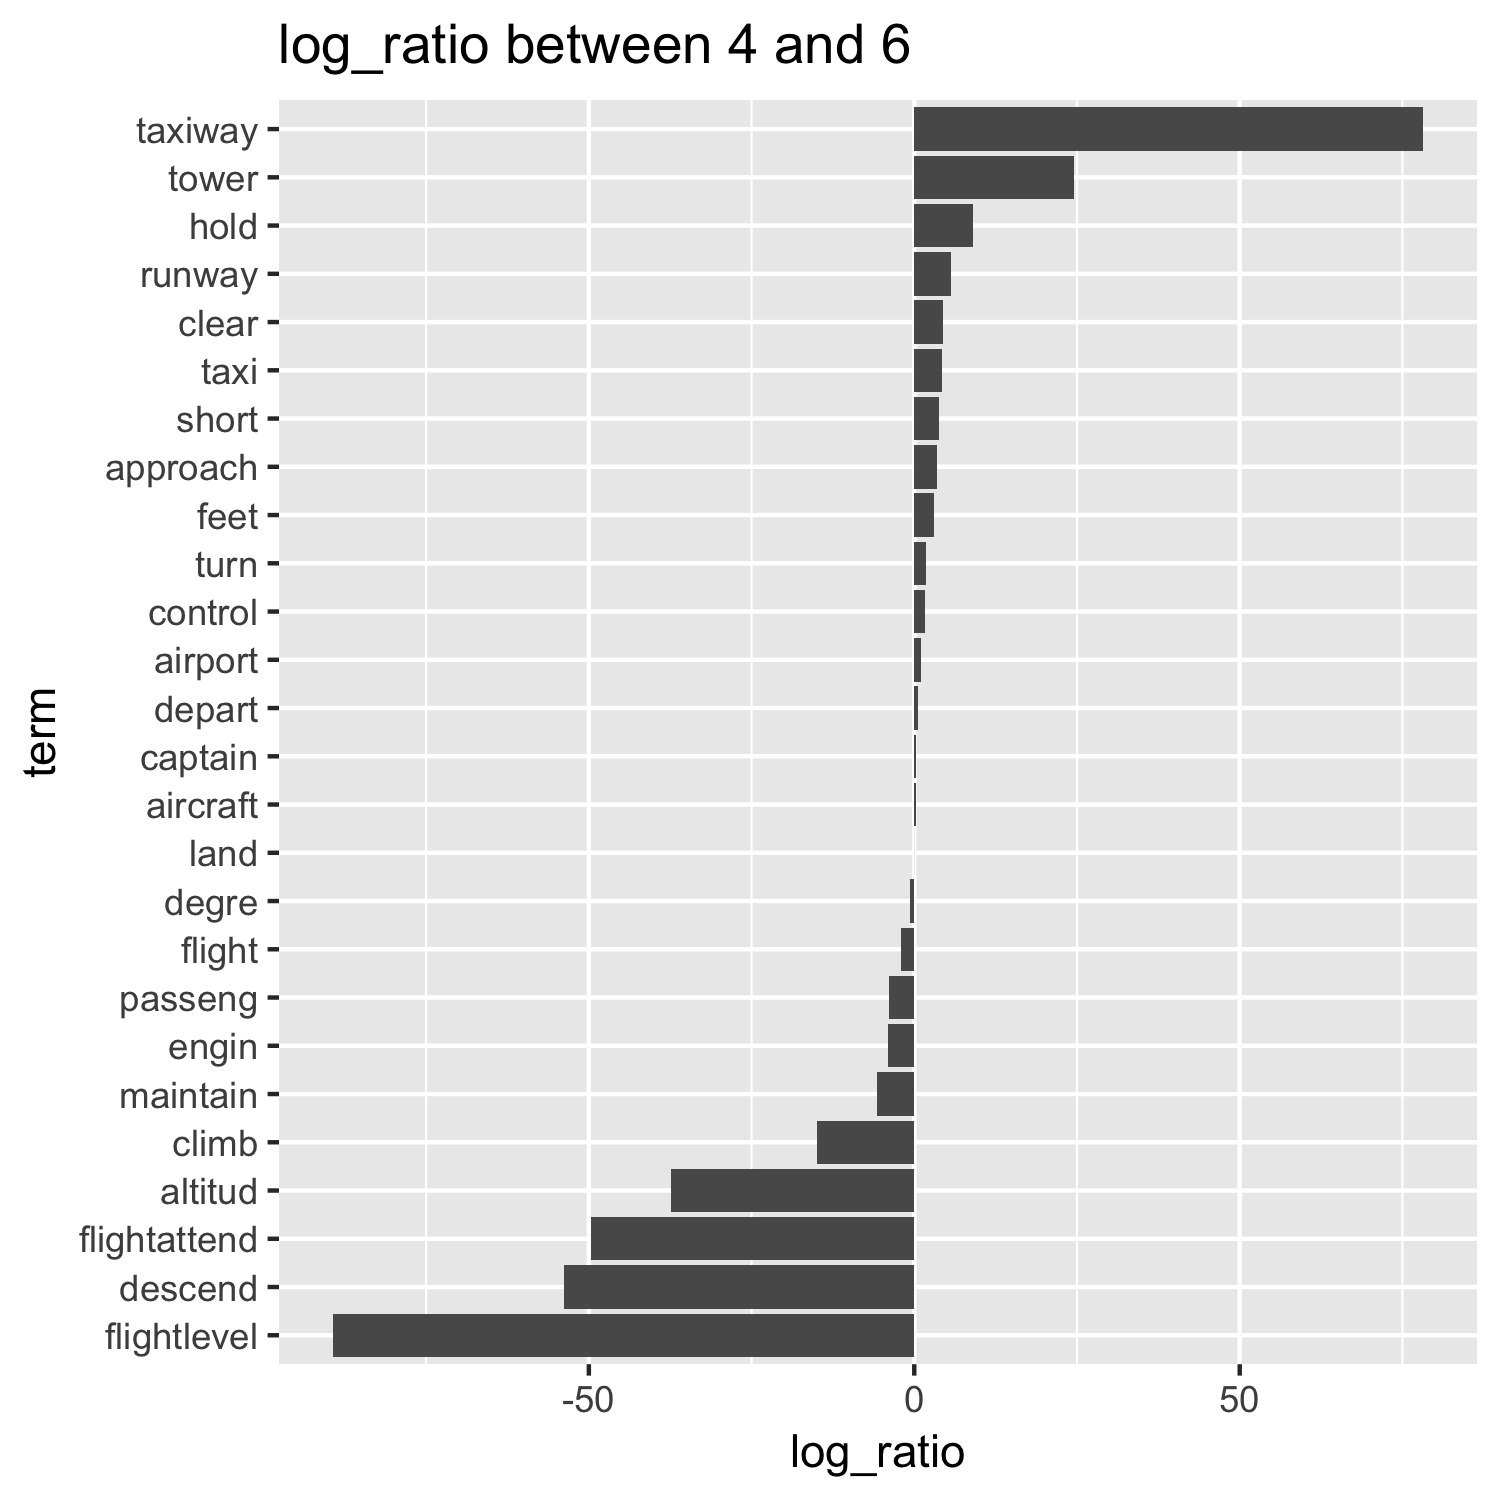 log_ratio between 4 and 6
taxiway
tower
hold
runway
clear
taxi
short
approach
feet
turn
control
airport
depart
captain
aircraft
land
degre
flight
passeng
engin
maintain
climb
altitud
flightattend
descend
flightlevel
term
-50 0 50
log_ratio